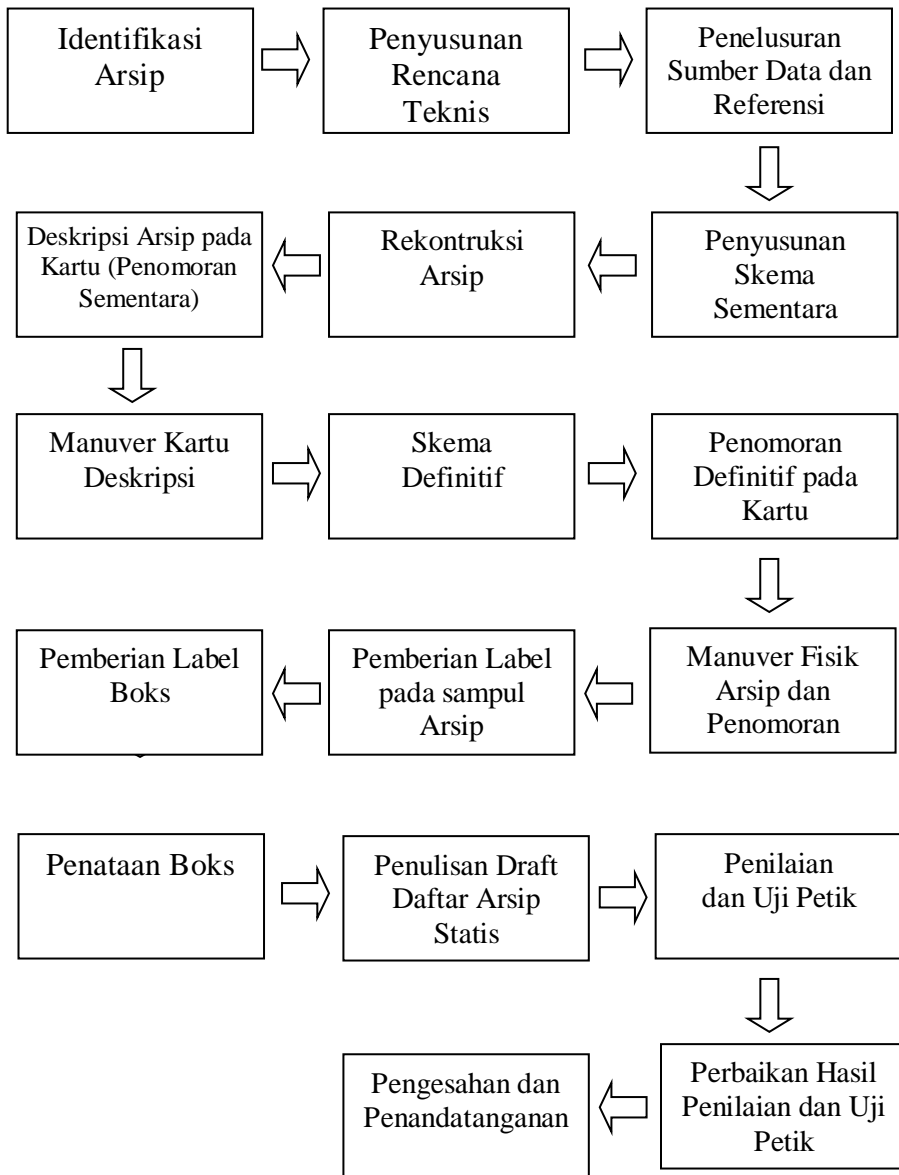 Identifikasi
Arsip
Penyusunan
Rencana
Teknis
Penelusuran
Sumber Data dan
Referensi
Penyusunan
Skema
Sementara
Rekontruksi
Arsip
Deskripsi Arsip pada
Kartu (Penomoran
Sementara)
Manuver Kartu
Deskripsi
Skema
Definitif
Penomoran
Definitif pada
Kartu
Manuver Fisik
Arsip dan
Penomoran
Pemberian Label
pada sampul
Arsip
Pemberian Label
Boks
Penataan Boks
Penulisan Draft
Daftar Arsip
Statis
Penilaian
dan Uji Petik
Perbaikan Hasil
Penilaian dan Uji
Petik
Pengesahan dan
Penandatanganan